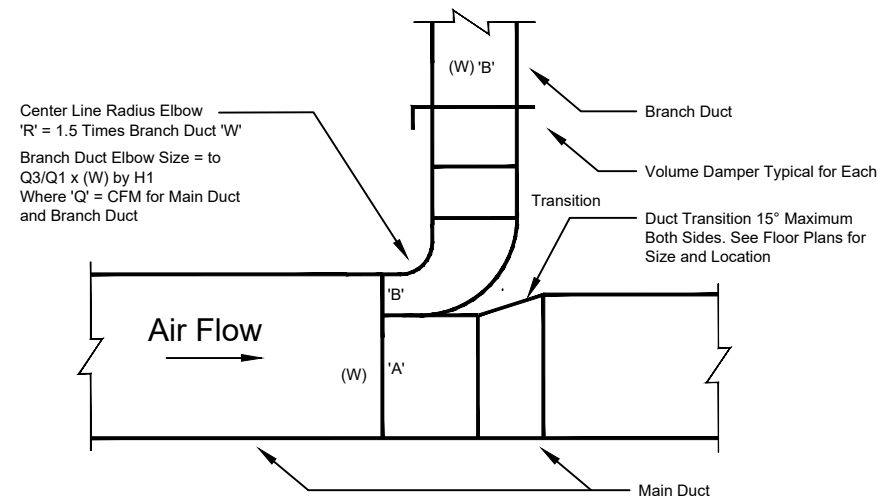 (W) 'B'
Center Line Radius Elbow
'R' = 1.5 Times Branch Duct 'W'
Branch Duct Elbow Size = to
Q3/Q1 x (W) by H1
Where 'Q' = CFM for Main Duct
and Branch Duct
Branch Duct
Volume Damper Typical for Each
Transition
Duct Transition 15° Maximum
Both Sides. See Floor Plans for
Size and Location
'B'
Air Flow
(W)
'A'
Main Duct